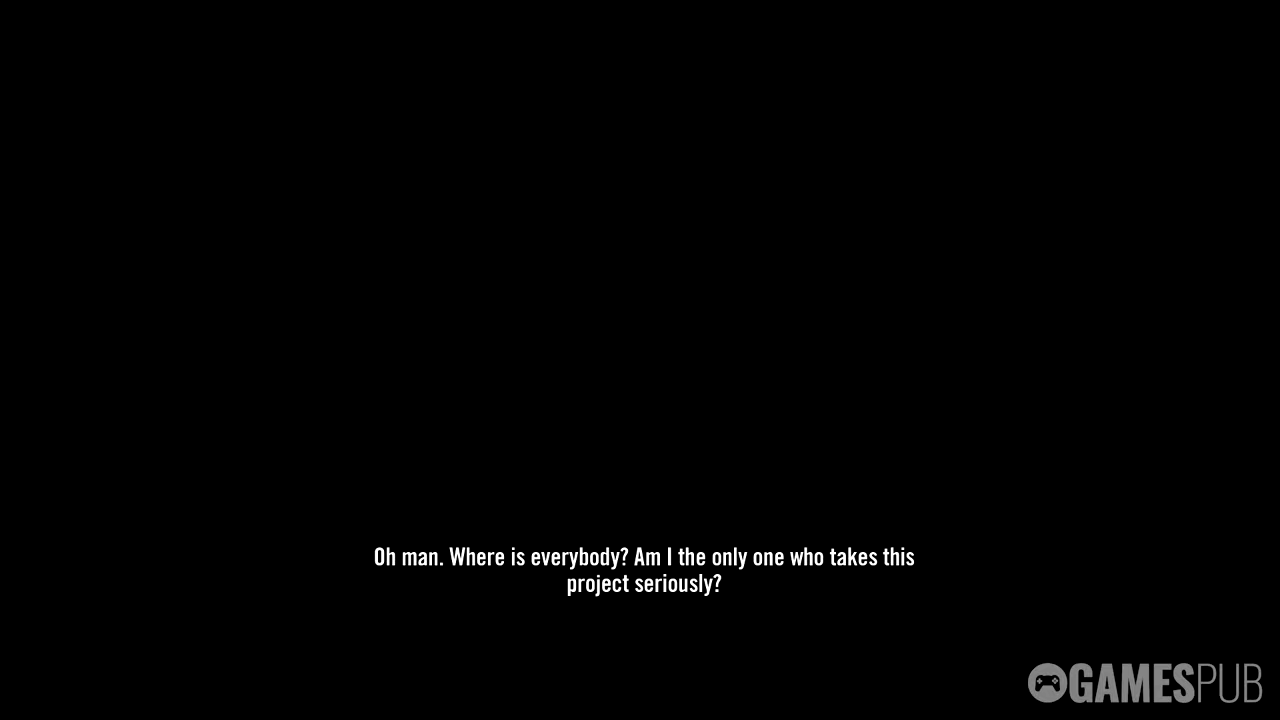 Oh man. Where is everybody? Am I the only one who takes this
project seriously?
GAMESPUB